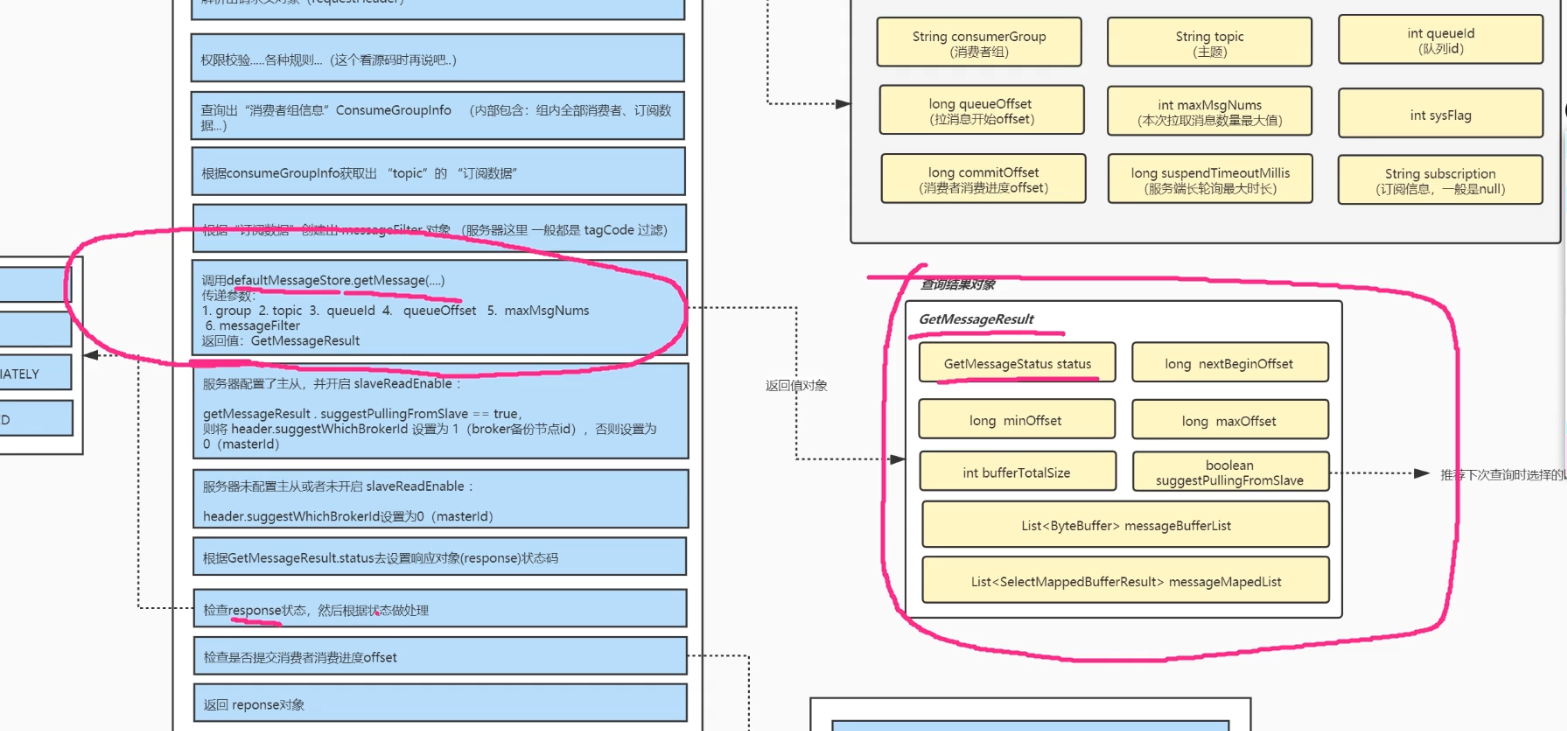 解析出请求头对象（requestHeader）
权限校验.....各种规则...（这个看源码时再说吧..）
查询出“消费者组信息”ConsumeGroupInfo （内部包含：组内全部消费者、订阅数
据...）
根据consumeGroupInfo获取出 “topic”的 “订阅数据”
根据“订阅数据”创建出 messageFilter 对象 （服务器这里 一般都是 tagCode 过滤）
调用defaultMessageStore.getMessage(....)
传递参数：
1. group 2. topic 3. queueId 4. queueOffset 5. maxMsgNums
6. messageFilter
返回值：GetMessageResult
服务器配置了主从，并开启 slaveReadEnable：
getMessageResult . suggestPullingFromSlave == true，
则将 header.suggestWhichBrokerId 设置为 1（broker备份节点id），否则设置为
0（masterId）
服务器未配置主从或者未开启 slaveReadEnable：
header.suggestWhichBrokerId设置为0（masterId）
根据GetMessageResult.status去设置响应对象(response)状态码
检查response状态，然后根据状态做处理
检查是否提交消费者消费进度offset
返回 reponse对象
IATELY
D
返回值对象
String consumerGroup
(消费者组)
String topic
(主题)
int queueId
(队列id)
long queueOffset
(拉消息开始offset)
int maxMsgNums
(本次拉取消息数量最大值)
int sysFlag
long commitOffset
(消费者消费进度offset)
long suspendTimeoutMillis
(服务端长轮询最大时长)
String subscription
(订阅信息，一般是null)
查询结果对象
GetMessageResult
GetMessageStatus status
long nextBeginOffset
long minOffset
long maxOffset
int bufferTotalSize
boolean
suggestPullingFromSlave
推荐下次查询时选择的
List<ByteBuffer> messageBufferList
List<SelectMappedBufferResult> messageMapedList